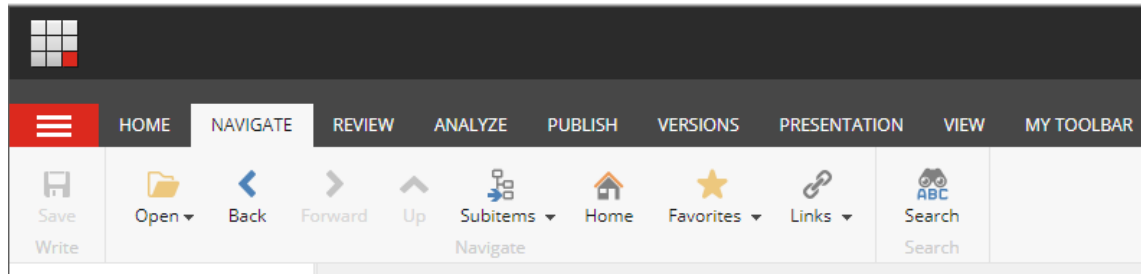 HOME NAVIGATE REVIEW ANALYZE PUBLISH VERSIONS PRESENTATION VIEW MY TOOLBAR
Save Open Back Forward Up Subitems Home Favorites Links ABC Search
Write Navigate Search